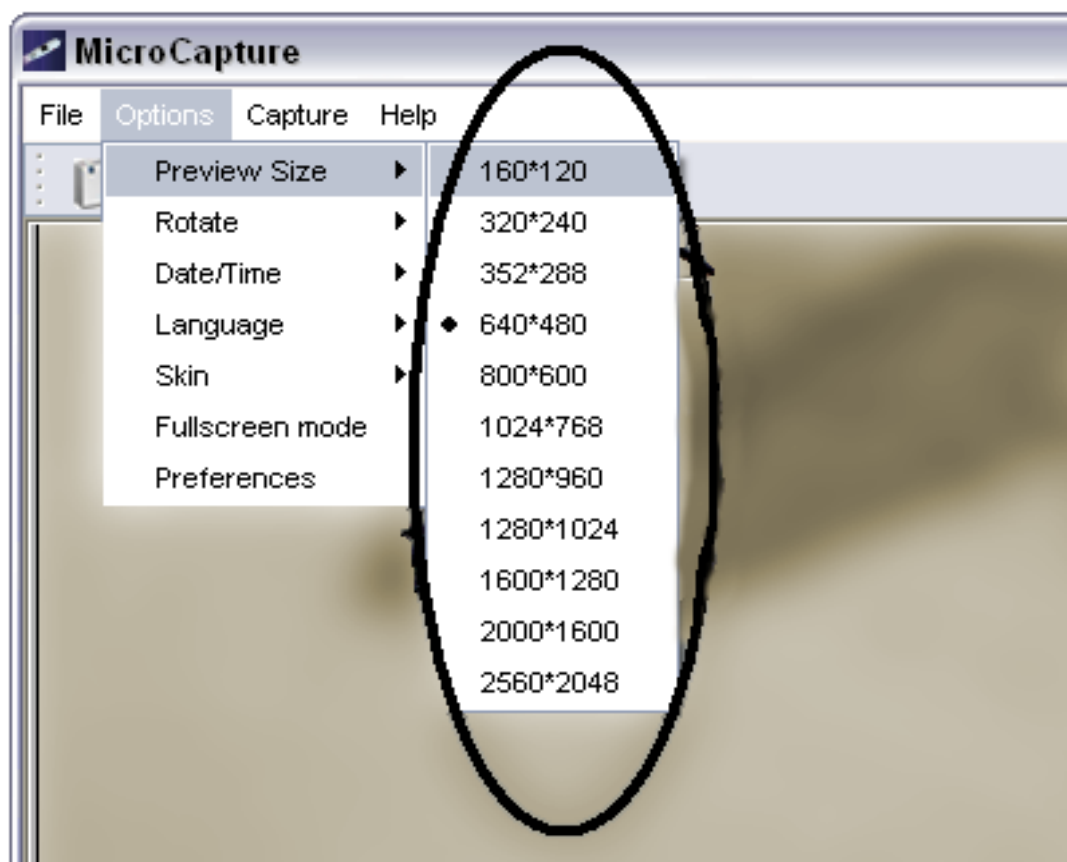 MicroCapture
File Options Capture Help
Preview Size
Rotate
Date/Time
Language
Skin
Fullscreen mode
Preferences
160*120
320*240
352*288
640*480
800*600
1024*768
1280*960
1280*1024
1600*1280
2000*1600
2560*2048